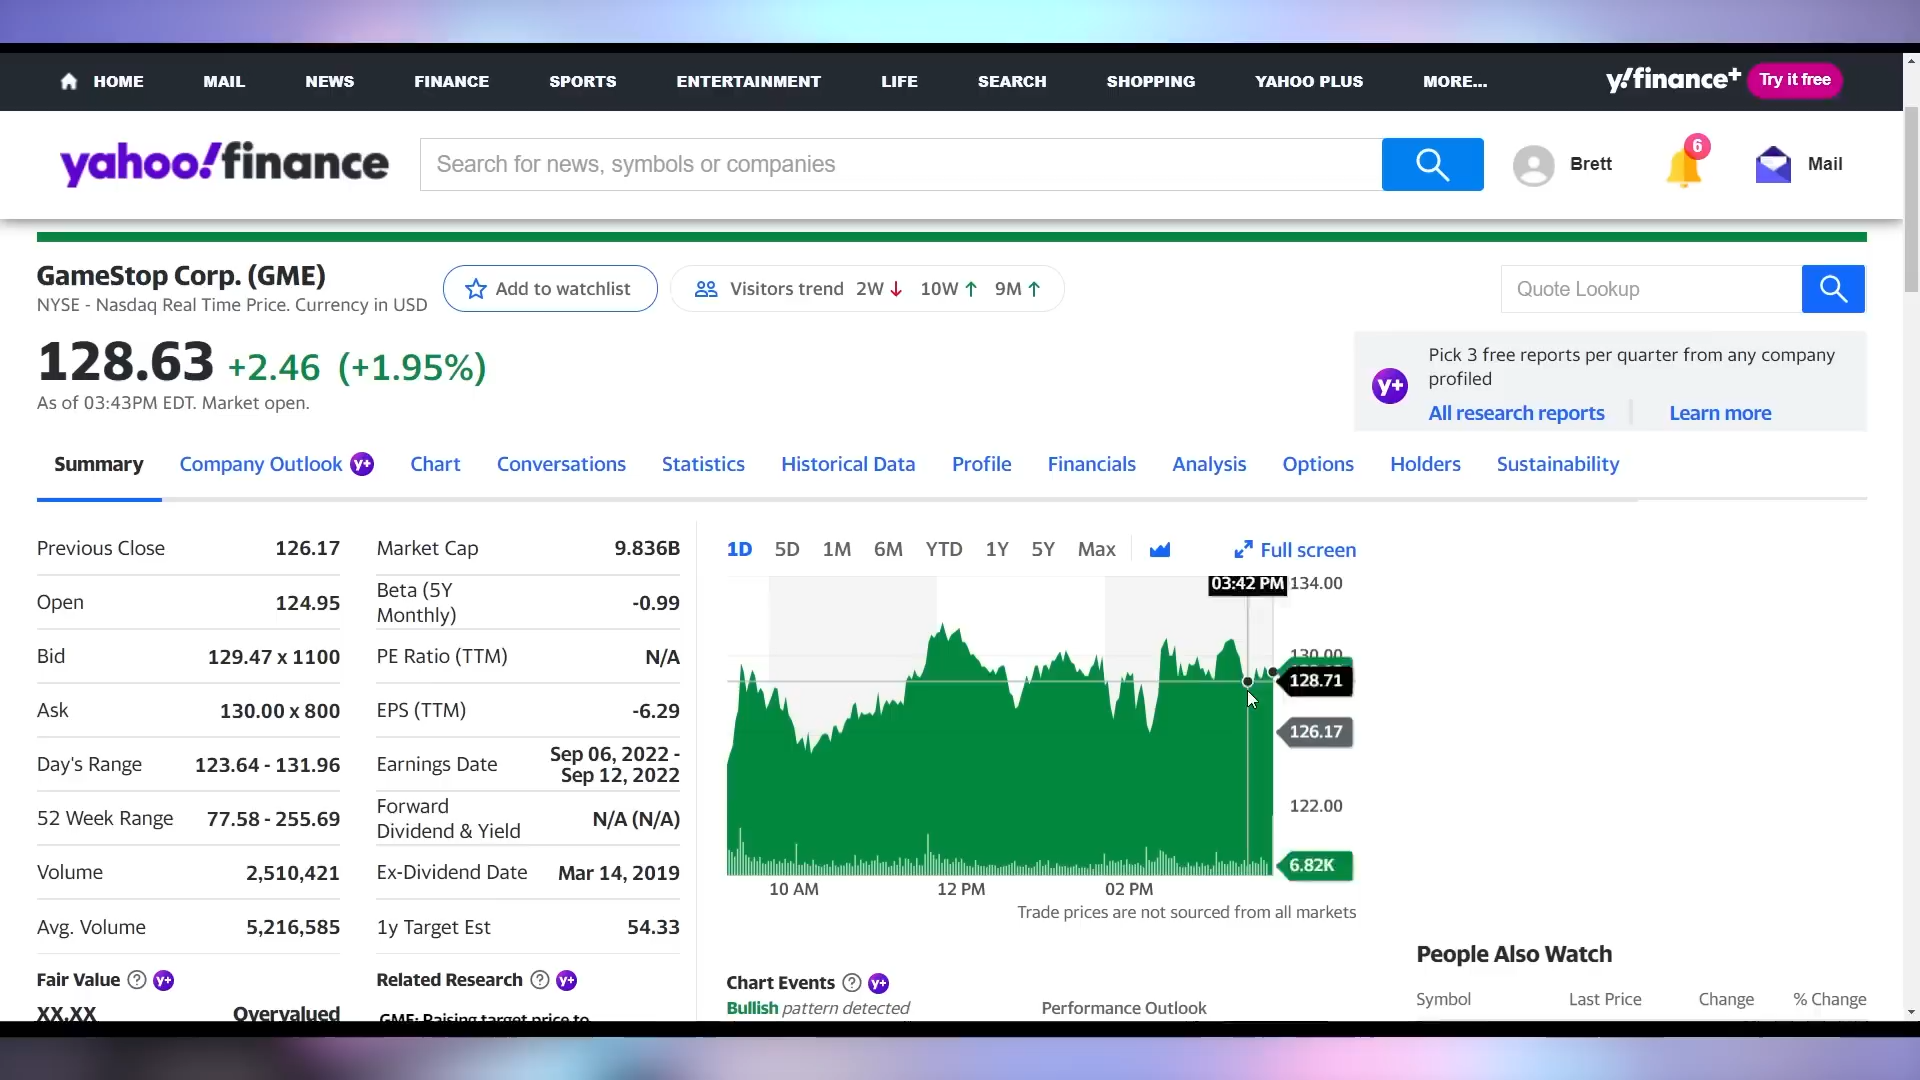 HOME MAIL NEWS FINANCE SPORTS ENTERTAINMENT LIFE SEARCH SHOPPING YAHOO PLUS MORE... y!finance+ Try it free
yahoo!finance Search for news, symbols or companies Brett 6 Mail
GameStop Corp. (GME)
NYSE - Nasdaq Real Time Price. Currency in USD
Add to watchlist
Visitors trend 2W ↓ 10W ↑ 9M ↑
Quote Lookup
128.63 +2.46 (+1.95%)
As of 03:43PM EDT. Market open.
y+
Pick 3 free reports per quarter from any company
profiled
All research reports Learn more
Summary Company Outlook y+ Chart Conversations Statistics Historical Data Profile Financials Analysis Options Holders Sustainability
Previous Close 126.17
Open 124.95
Bid 129.47 x 1100
Ask 130.00 x 800
Day's Range 123.64 - 131.96
52 Week Range 77.58 - 255.69
Volume 2,510,421
Avg. Volume 5,216,585
Fair Value ? y+
XX.XX Overvalued
Market Cap 9.836B
Beta (5Y
Monthly) -0.99
PE Ratio (TTM) N/A
EPS (TTM) -6.29
Earnings Date Sep 06, 2022 -
Sep 12, 2022
Forward
Dividend & Yield N/A (N/A)
Ex-Dividend Date Mar 14, 2019
1y Target Est 54.33
Related Research ? y+
GME: Raising target price to
1D 5D 1M 6M YTD 1Y 5Y Max Full screen
03:42 PM 134.00
130.00
128.71
126.17
122.00
6.82K
10 AM 12 PM 02 PM
Trade prices are not sourced from all markets
Chart Events ? y+
Bullish pattern detected
Performance Outlook
People Also Watch
Symbol Last Price Change % Change